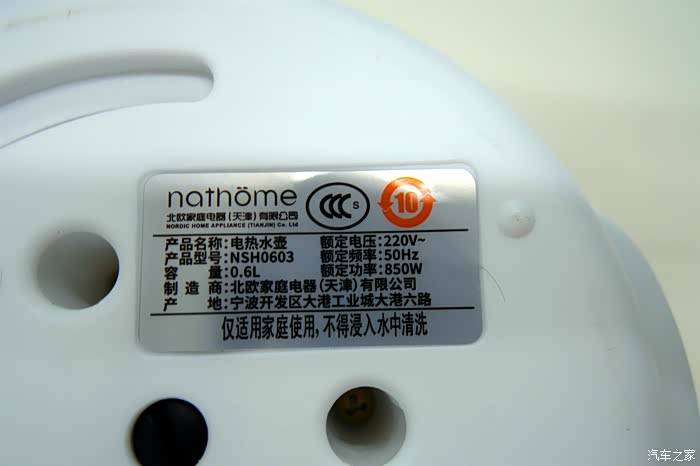 nathöme
北欧家庭电器(天津)有限公司
NORDIC HOME APPLIANCE (TIANJIN) Co. Ltd
CCC S
10
产品名称:电热水壶 额定电压:220V~
产品型号:NSH0603 额定频率:50Hz
容 量:0.6L 额定功率:850W
制 造 商:北欧家庭电器(天津)有限公司
产 地:宁波开发区大港工业城大港六路
仅适用家庭使用,不得浸入水中清洗
汽车之家